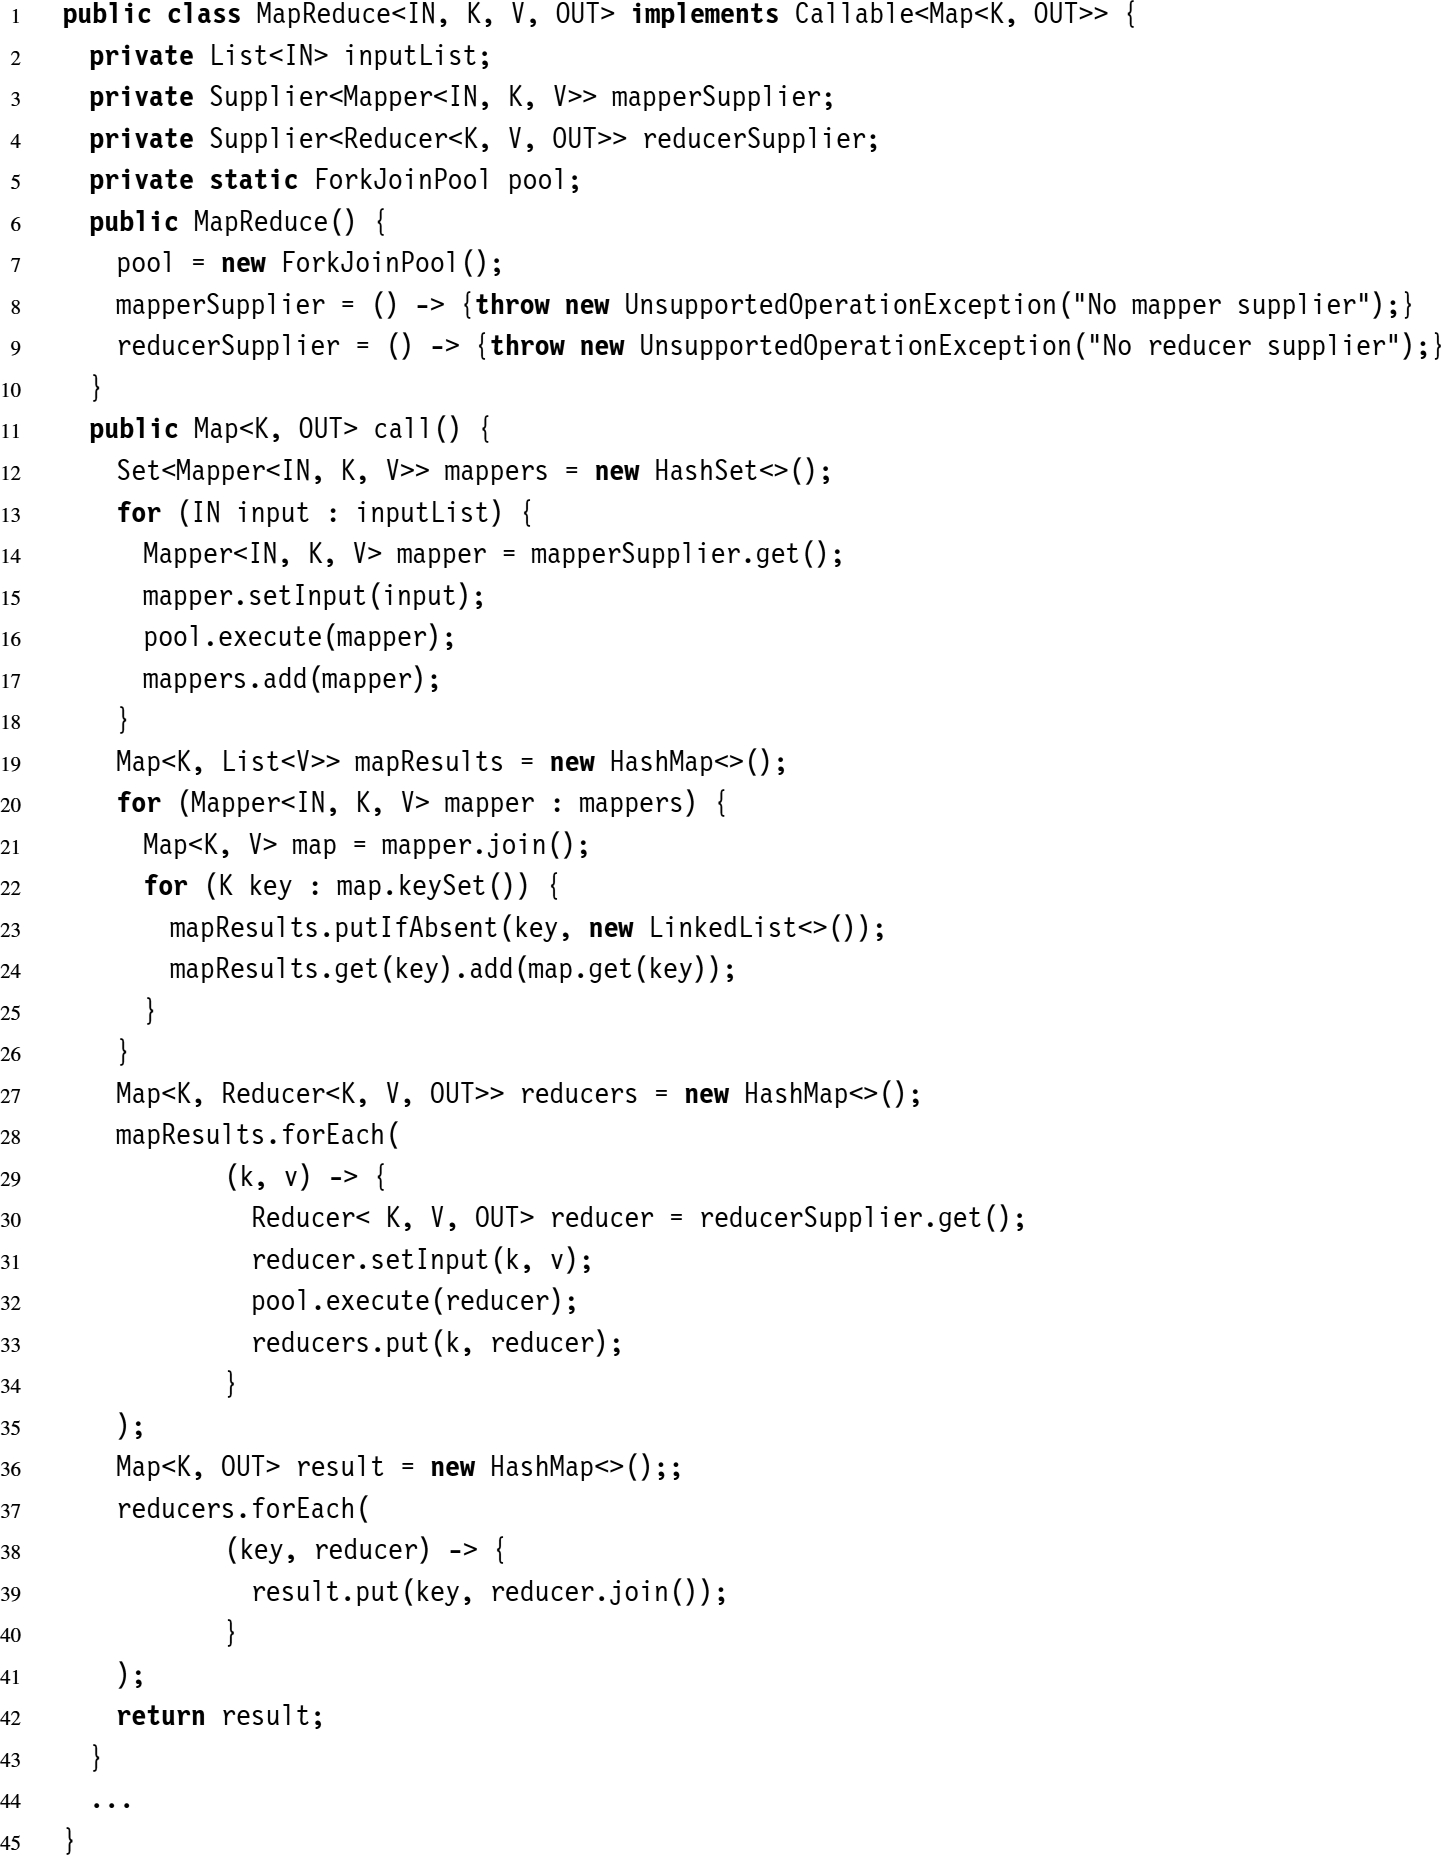 1 public class MapReduce<IN, K, V, OUT> implements Callable<Map<K, OUT>> {
2 private List<IN> inputList;
3 private Supplier<Mapper<IN, K, V>> mapperSupplier;
4 private Supplier<Reducer<K, V, OUT>> reducerSupplier;
5 private static ForkJoinPool pool;
6 public MapReduce() {
7 pool = new ForkJoinPool();
8 mapperSupplier = () -> {throw new UnsupportedOperationException("No mapper supplier");}
9 reducerSupplier = () -> {throw new UnsupportedOperationException("No reducer supplier");}
10 }
11 public Map<K, OUT> call() {
12 Set<Mapper<IN, K, V>> mappers = new HashSet<>();
13 for (IN input : inputList) {
14 Mapper<IN, K, V> mapper = mapperSupplier.get();
15 mapper.setInput(input);
16 pool.execute(mapper);
17 mappers.add(mapper);
18 }
19 Map<K, List<V>> mapResults = new HashMap<>();
20 for (Mapper<IN, K, V> mapper : mappers) {
21 Map<K, V> map = mapper.join();
22 for (K key : map.keySet()) {
23 mapResults.putIfAbsent(key, new LinkedList<>());
24 mapResults.get(key).add(map.get(key));
25 }
26 }
27 Map<K, Reducer<K, V, OUT>> reducers = new HashMap<>();
28 mapResults.forEach(
29 (k, v) -> {
30 Reducer< K, V, OUT> reducer = reducerSupplier.get();
31 reducer.setInput(k, v);
32 pool.execute(reducer);
33 reducers.put(k, reducer);
34 }
35 );
36 Map<K, OUT> result = new HashMap<>();;
37 reducers.forEach(
38 (key, reducer) -> {
39 result.put(key, reducer.join());
40 }
41 );
42 return result;
43 }
44 ...
45 }